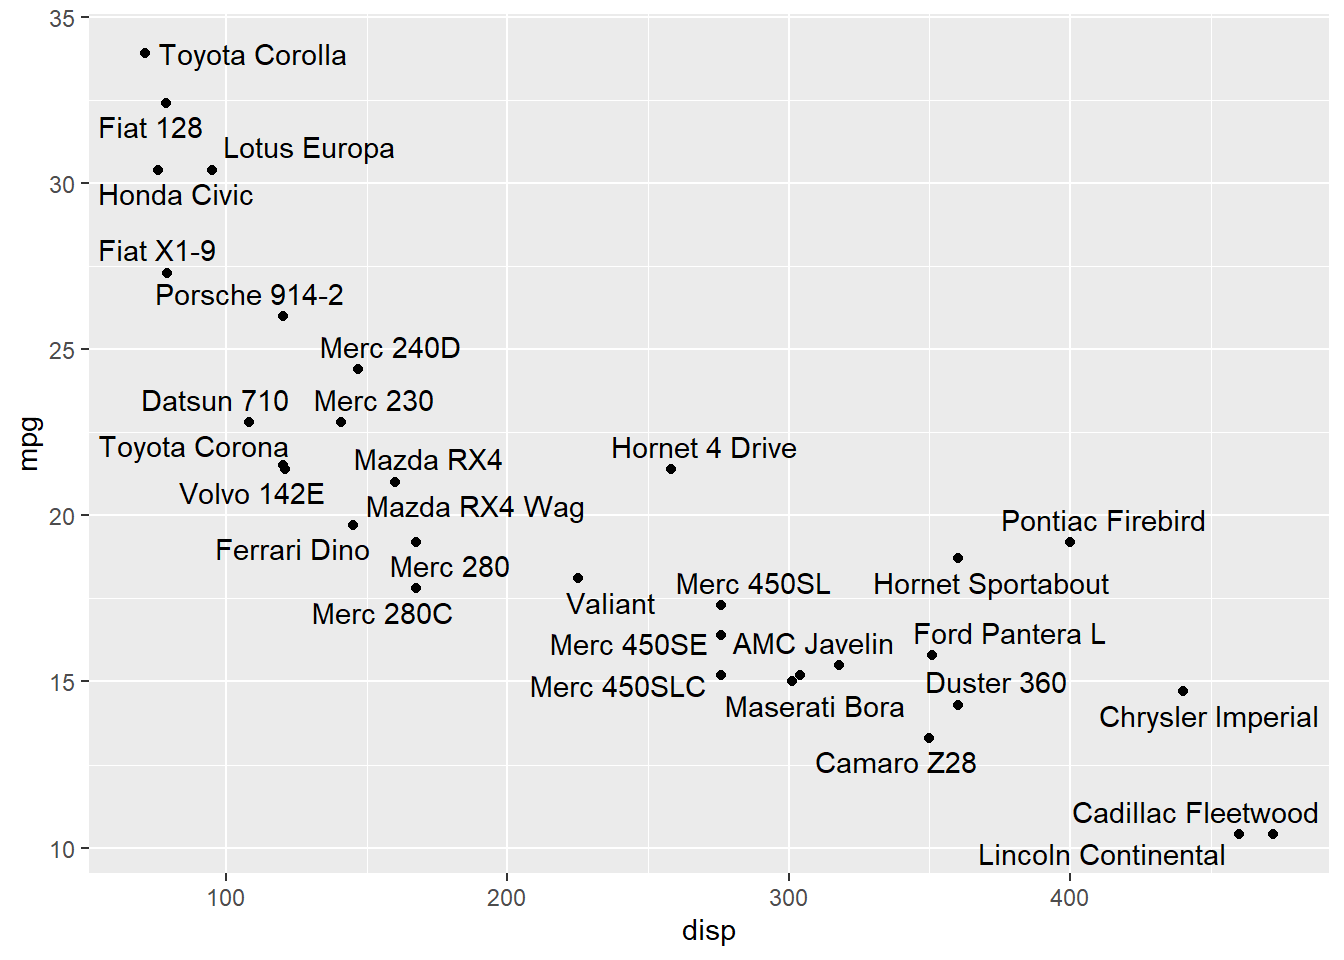 35
Toyota Corolla
Fiat 128
Lotus Europa
30
Honda Civic
Fiat X1-9
Porsche 914-2
25
Merc 240D
Datsun 710
Merc 230
mpg
Toyota Corona
Hornet 4 Drive
Mazda RX4
Volvo 142E
Mazda RX4 Wag
20
Pontiac Firebird
Ferrari Dino
Merc 280
Merc 450SL
Hornet Sportabout
Valiant
Merc 280C
Ford Pantera L
Merc 450SE
AMC Javelin
15
Merc 450SLC
Duster 360
Maserati Bora
Chrysler Imperial
Camaro Z28
Cadillac Fleetwood
10
Lincoln Continental
100
200
300
400
disp